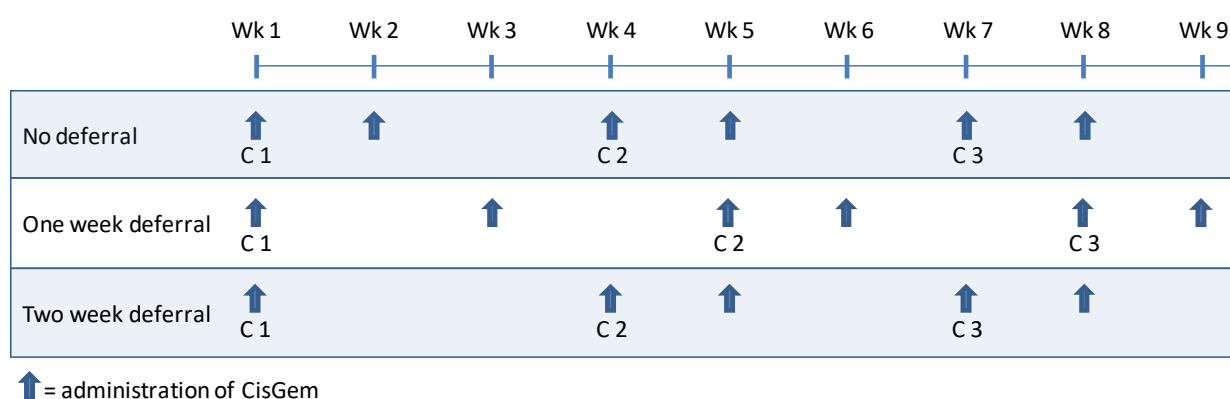 Wk 1 Wk 2 Wk 3 Wk 4 Wk 5 Wk 6 Wk 7 Wk 8 Wk 9
No deferral
C 1 C 2 C 3
One week deferral
C 1 C 2 C 3
Two week deferral
C 1 C 2 C 3
= administration of CisGem